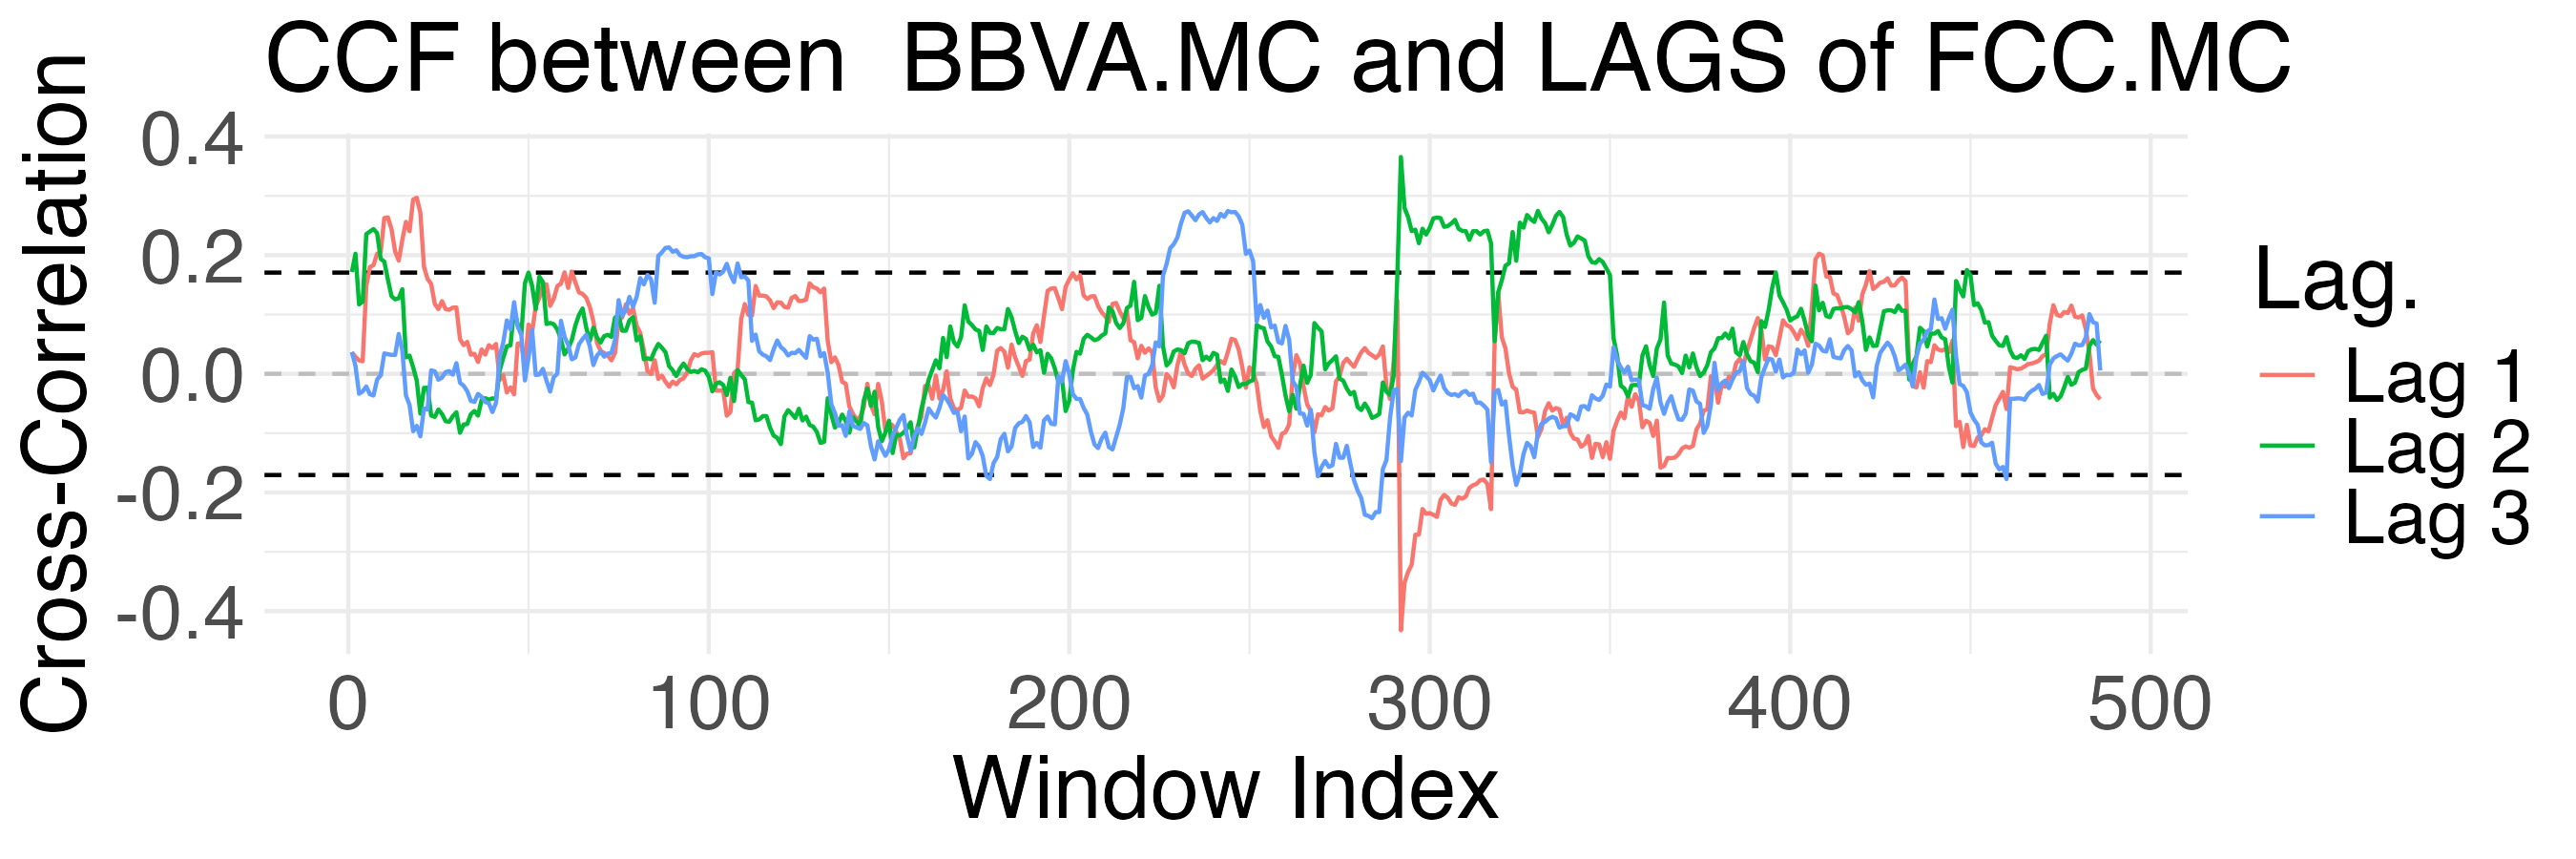 CCF between  BBVA.MC and LAGS of FCC.MC
Cross-Correlation
0.4
0.2
0.0
-0.2
-0.4
0 100 200 300 400 500
Window Index
Lag.
Lag 1
Lag 2
Lag 3